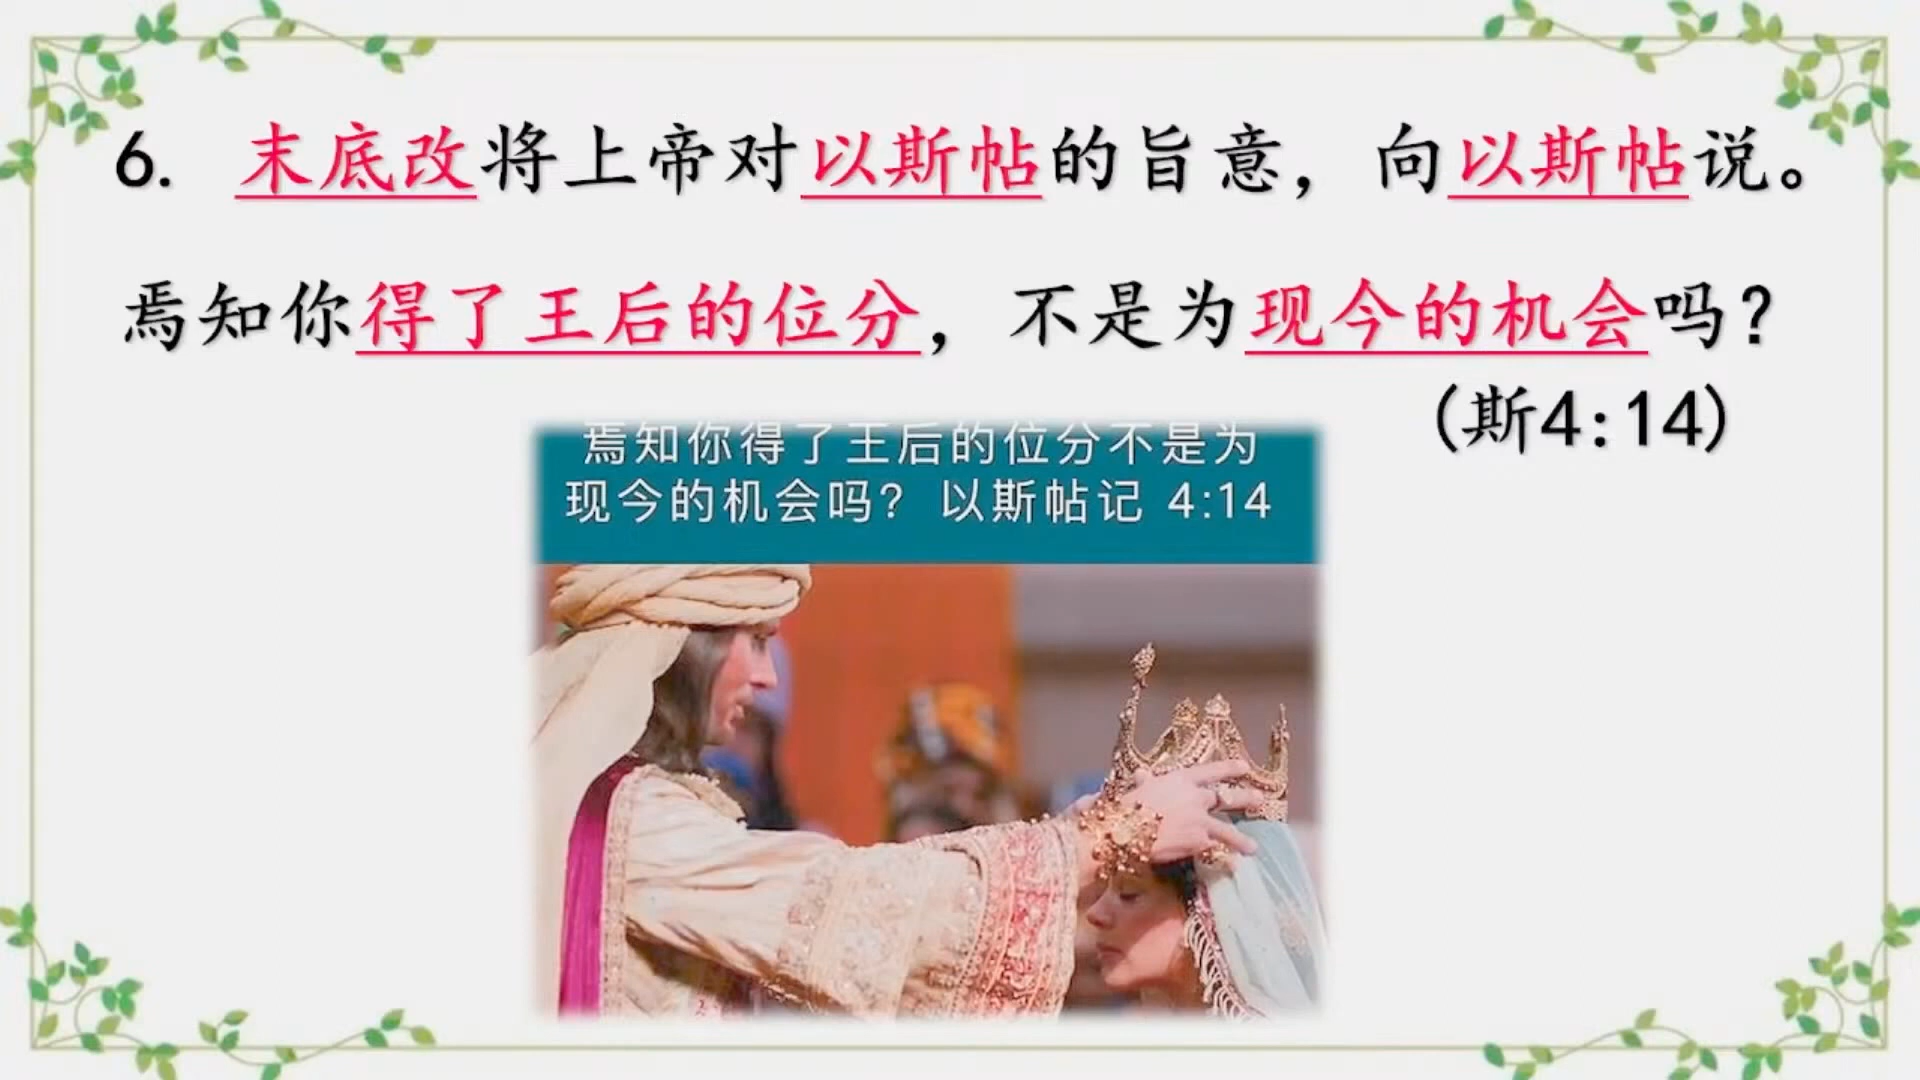 6. 末底改将上帝对以斯帖的旨意，向以斯帖说。
焉知你得了王后的位分，不是为现今的机会吗？
(斯4:14)
焉知你得了王后的位分不是为
现今的机会吗？ 以斯帖记 4:14